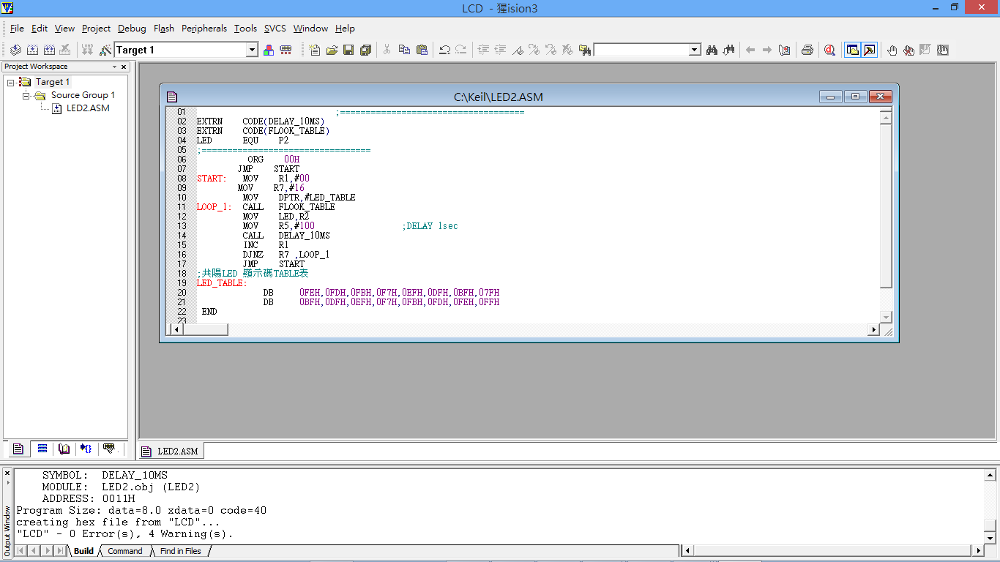 LCD - 猩ision3
File Edit View Project Debug Flash Peripherals Tools SVCS Window Help
LOAD Target 1
Project Workspace
Target 1
Source Group 1
LED2.ASM
C:\Keil\LED2.ASM
01 ;====================================
02 EXTRN CODE(DELAY_10MS)
03 EXTRN CODE(FLOOK_TABLE)
04 LED EQU P2
05 ;=================================
06 ORG 00H
07 JMP START
08 START: MOV R1,#00
09 MOV R7,#16
10 MOV DPTR,#LED_TABLE
11 LOOP_1: CALL FLOOK_TABLE
12 MOV LED,R2
13 MOV R5,#100 ;DELAY 1sec
14 CALL DELAY_10MS
15 INC R1
16 DJNZ R7 ,LOOP_1
17 JMP START
18 ;共陽LED 顯示碼TABLE表
19 LED_TABLE:
20 DB 0FEH,0FDH,0FBH,0F7H,0EFH,0DFH,0BFH,07FH
21 DB 0BFH,0DFH,0EFH,0F7H,0FBH,0FDH,0FEH,0FFH
22 END
23
LED2.ASM
SYMBOL: DELAY_10MS
MODULE: LED2.obj (LED2)
ADDRESS: 0011H
Program Size: data=8.0 xdata=0 code=40
creating hex file from "LCD"...
"LCD" - 0 Error(s), 4 Warning(s).
Output Window
Build Command Find in Files